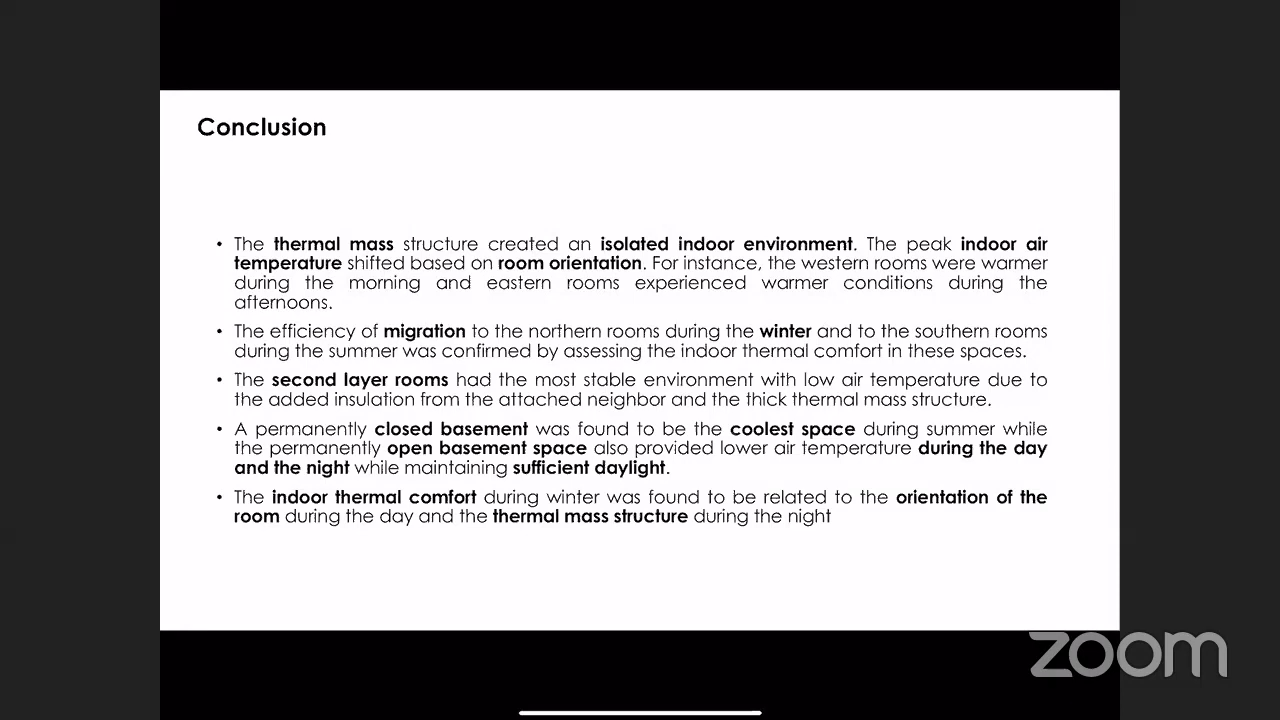 Conclusion
• The thermal mass structure created an isolated indoor environment. The peak indoor air
temperature shifted based on room orientation. For instance, the western rooms were warmer
during the morning and eastern rooms experienced warmer conditions during the
afternoons.
• The efficiency of migration to the northern rooms during the winter and to the southern rooms
during the summer was confirmed by assessing the indoor thermal comfort in these spaces.
• The second layer rooms had the most stable environment with low air temperature due to
the added insulation from the attached neighbor and the thick thermal mass structure.
• A permanently closed basement was found to be the coolest space during summer while
the permanently open basement space also provided lower air temperature during the day
and the night while maintaining sufficient daylight.
• The indoor thermal comfort during winter was found to be related to the orientation of the
room during the day and the thermal mass structure during the night
zoom